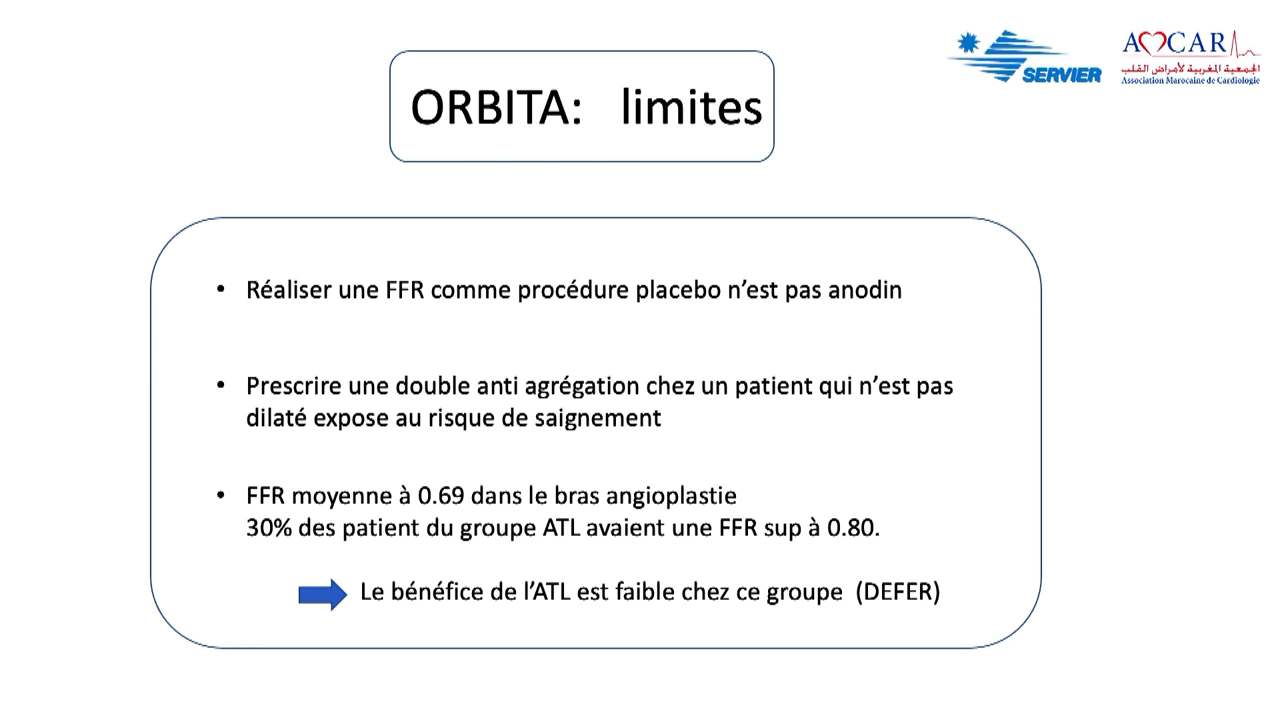 SERVIER
AMCAR
الجمعية المغربية لأمراض القلب
Association Marocaine de Cardiologie
ORBITA: limites
• Réaliser une FFR comme procédure placebo n’est pas anodin
• Prescrire une double anti agrégation chez un patient qui n’est pas
dilaté expose au risque de saignement
• FFR moyenne à 0.69 dans le bras angioplastie
30% des patient du groupe ATL avaient une FFR sup à 0.80.
Le bénéfice de l’ATL est faible chez ce groupe (DEFER)